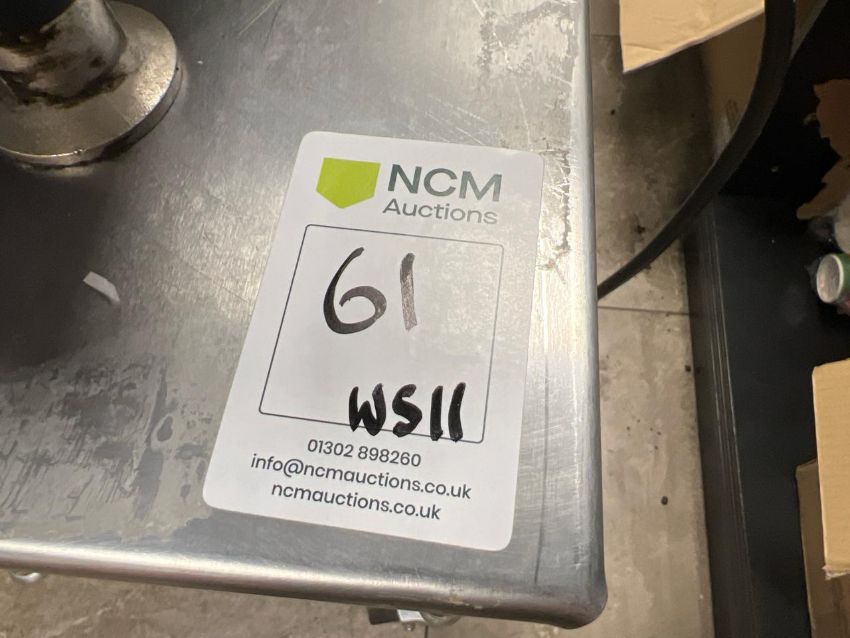 NCM
Auctions
61
WS11
01302 898260
info@ncmauctions.co.uk
ncmauctions.co.uk